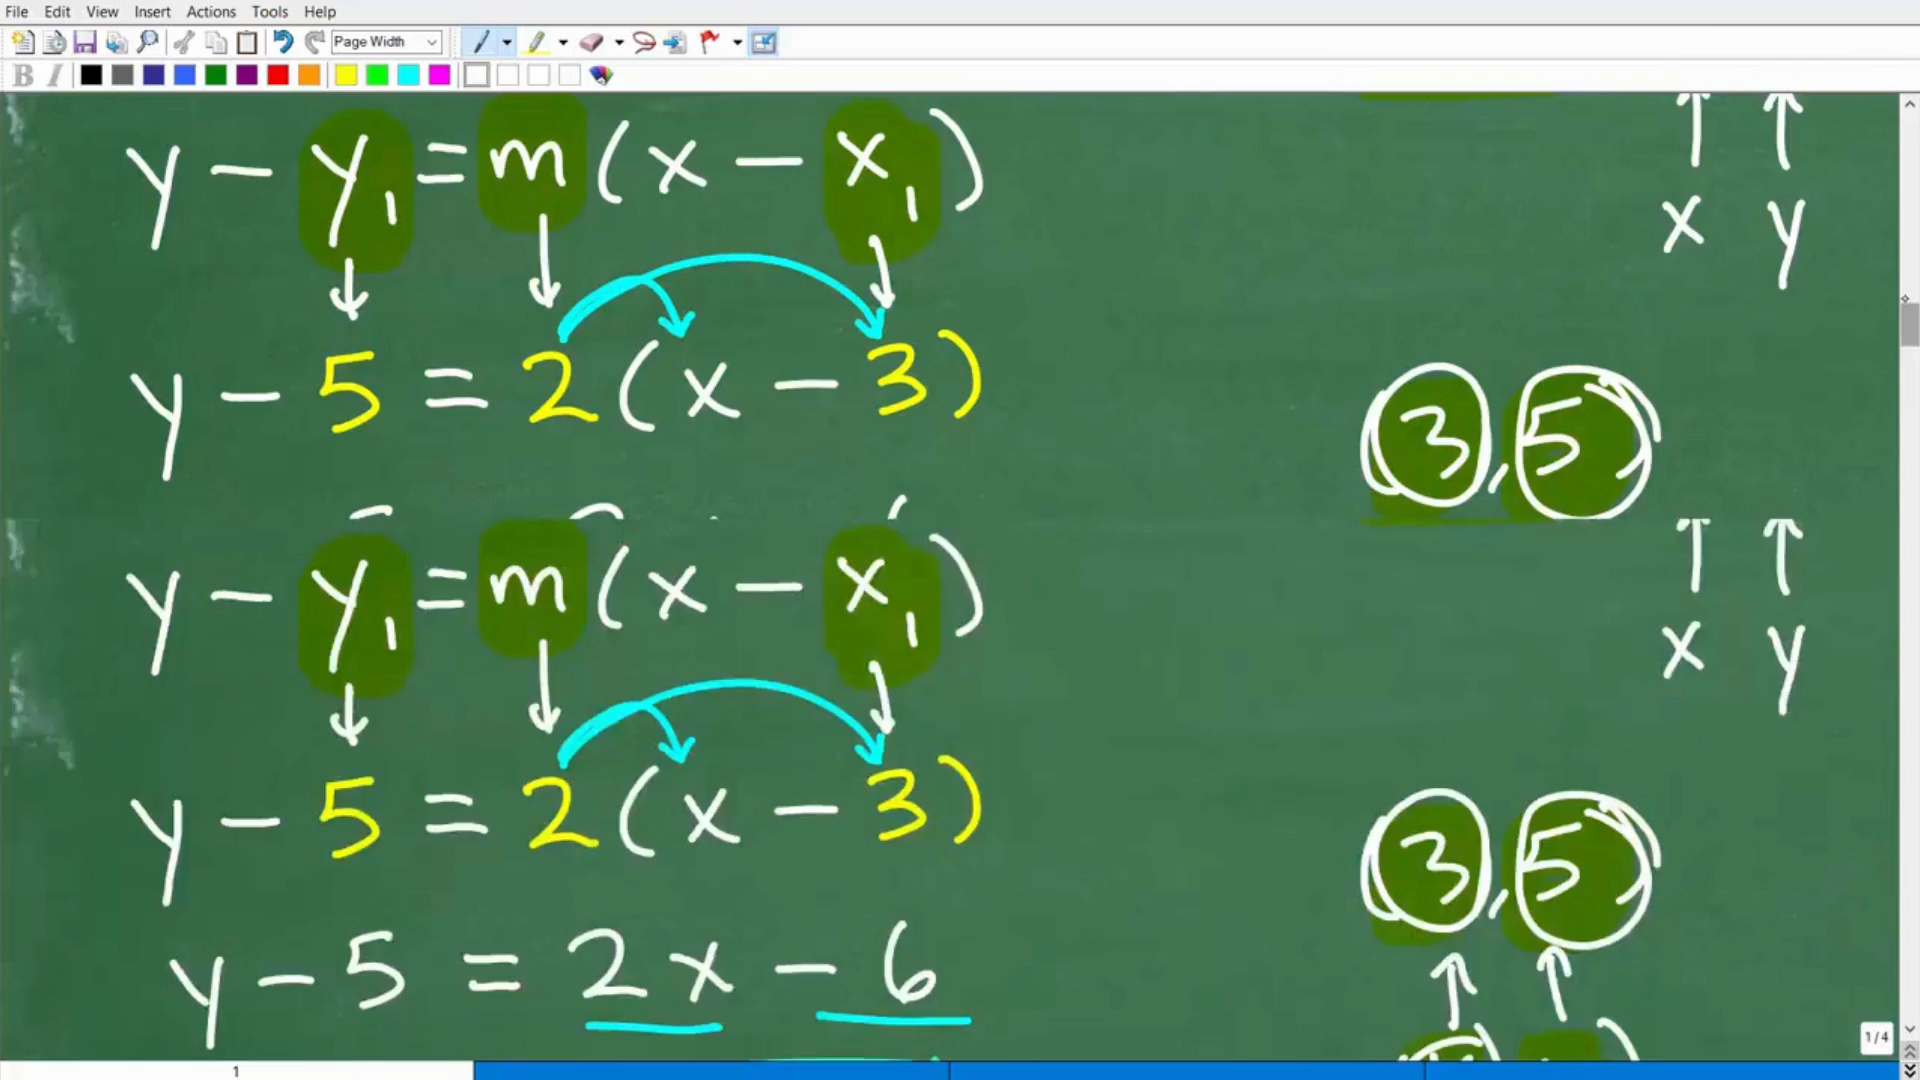 File Edit View Insert Actions Tools Help
Page Width
B I
y - y₁ = m(x - x₁)
x y
y - 5 = 2(x - 3)
(3, 5)
y - y₁ = m(x - x₁)
x y
y - 5 = 2(x - 3)
(3, 5)
y - 5 = 2x - 6
1/4
1